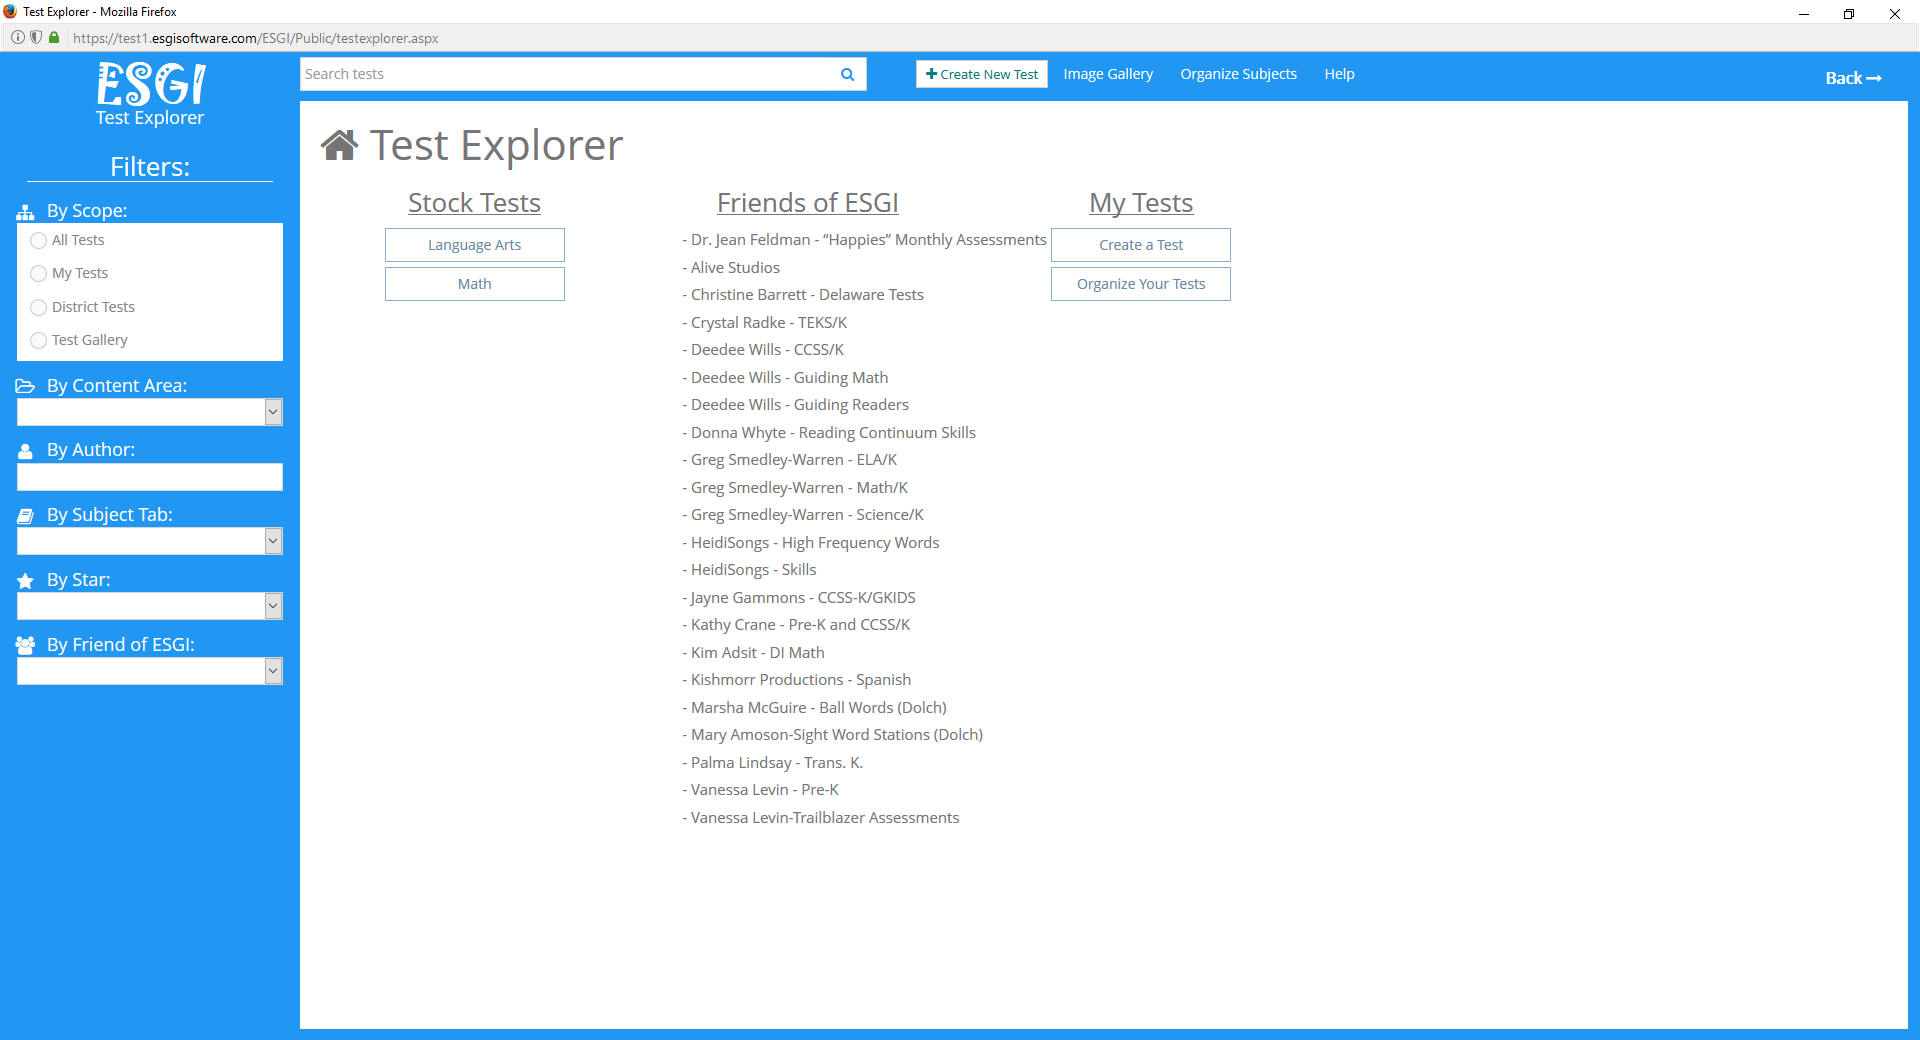 Test Explorer - Mozilla Firefox
https://test1.esgisoftware.com/ESGI/Public/testexplorer.aspx
ESGI
Test Explorer
Search tests
Create New Test
Image Gallery
Organize Subjects
Help
Back
Filters:
By Scope:
All Tests
My Tests
District Tests
Test Gallery
By Content Area:
By Author:
By Subject Tab:
By Star:
By Friend of ESGI:
Test Explorer
Stock Tests
Language Arts
Math
Friends of ESGI
- Dr. Jean Feldman - “Happies” Monthly Assessments
- Alive Studios
- Christine Barrett - Delaware Tests
- Crystal Radke - TEKS/K
- Deedee Wills - CCSS/K
- Deedee Wills - Guiding Math
- Deedee Wills - Guiding Readers
- Donna Whyte - Reading Continuum Skills
- Greg Smedley-Warren - ELA/K
- Greg Smedley-Warren - Math/K
- Greg Smedley-Warren - Science/K
- HeidiSongs - High Frequency Words
- HeidiSongs - Skills
- Jayne Gammons - CCSS-K/GKIDS
- Kathy Crane - Pre-K and CCSS/K
- Kim Adsit - DI Math
- Kishmorr Productions - Spanish
- Marsha McGuire - Ball Words (Dolch)
- Mary Amoson-Sight Word Stations (Dolch)
- Palma Lindsay - Trans. K.
- Vanessa Levin - Pre-K
- Vanessa Levin-Trailblazer Assessments
My Tests
Create a Test
Organize Your Tests